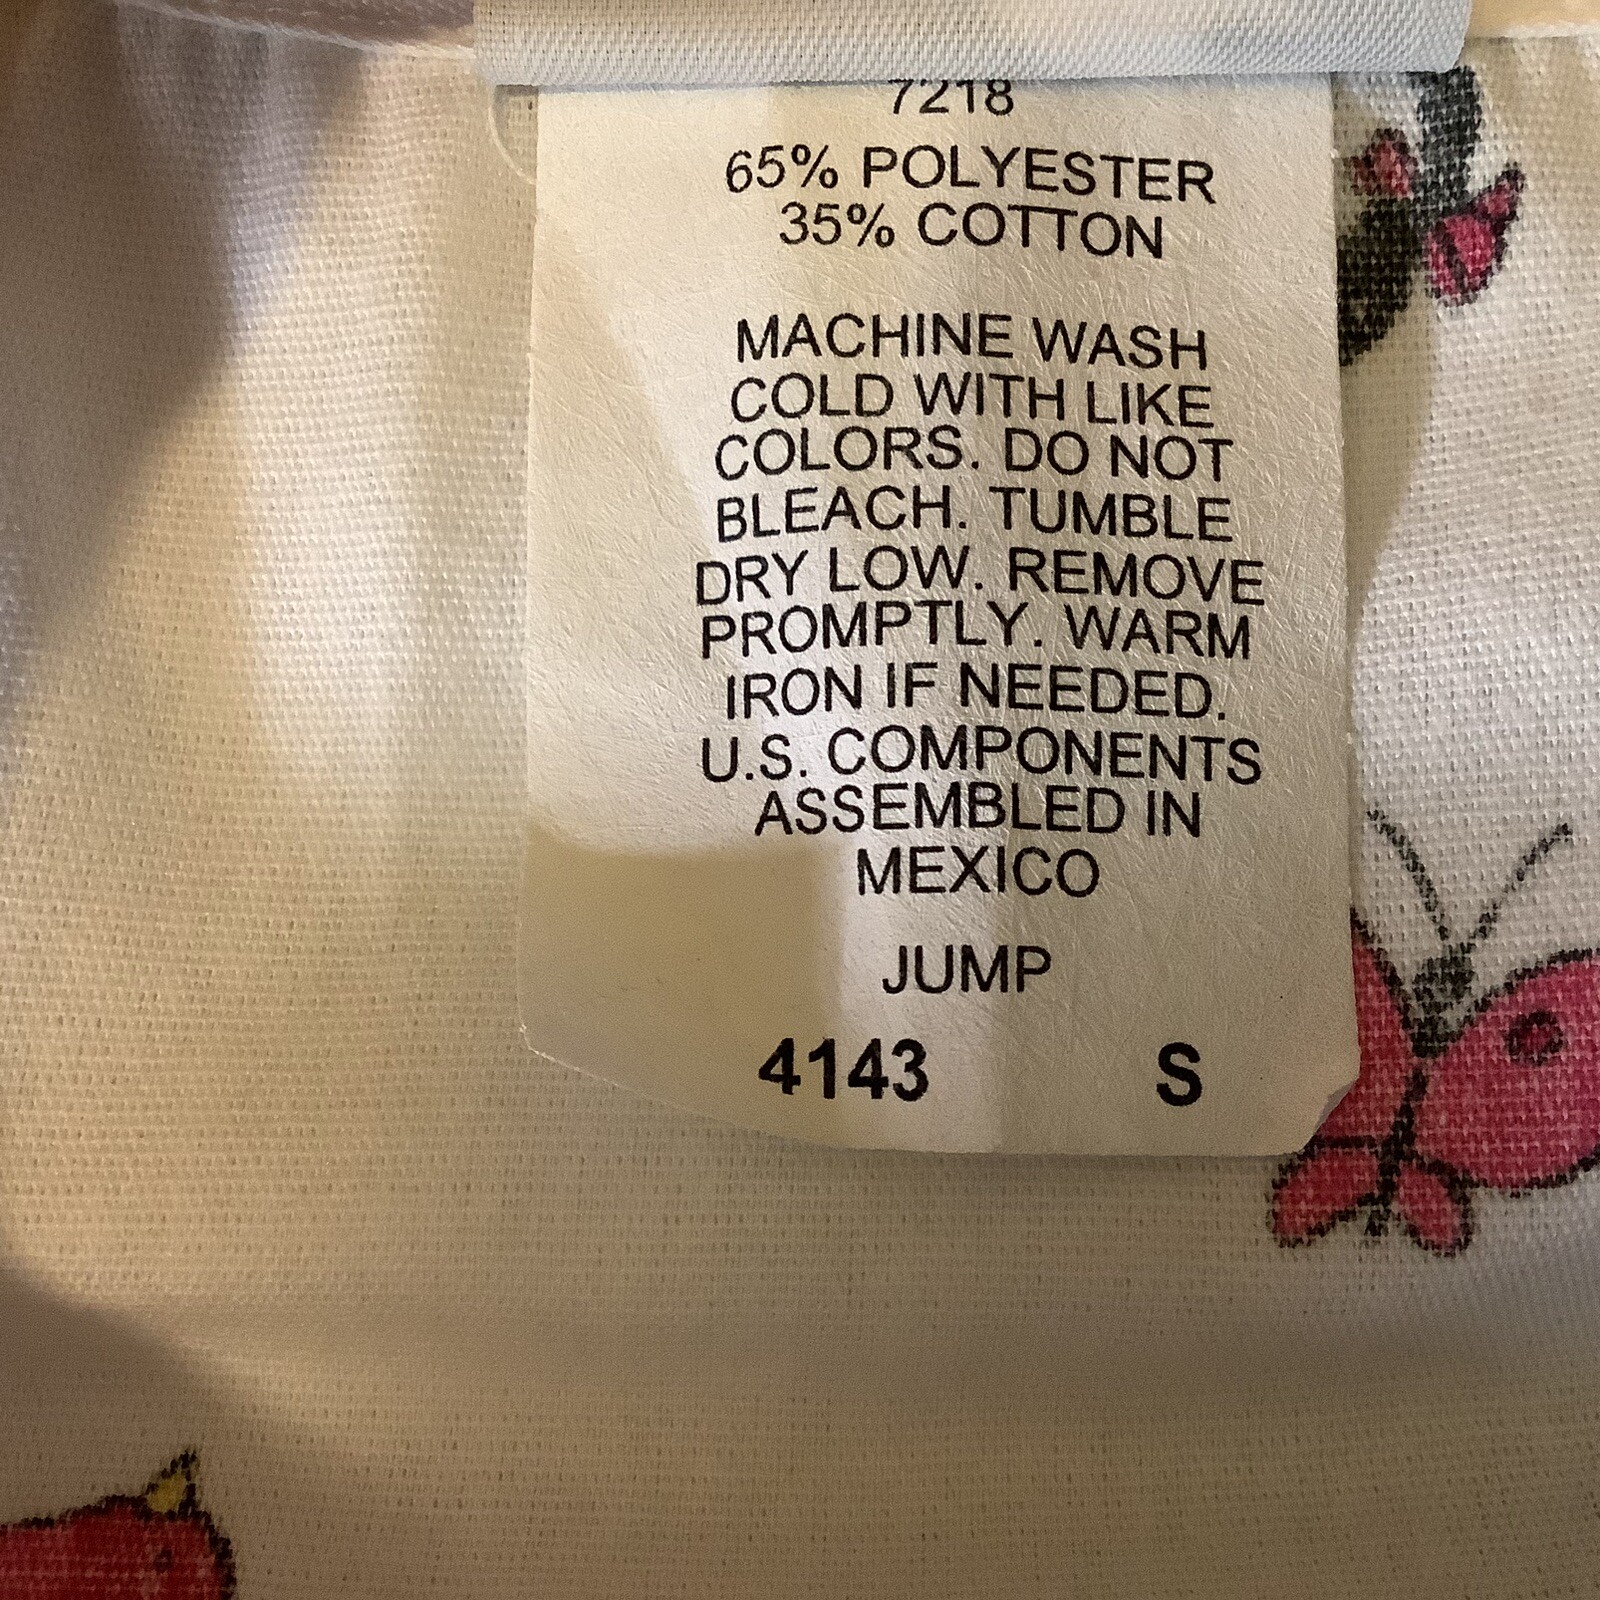 7218
65% POLYESTER
35% COTTON
MACHINE WASH
COLD WITH LIKE
COLORS. DO NOT
BLEACH. TUMBLE
DRY LOW. REMOVE
PROMPTLY. WARM
IRON IF NEEDED.
U.S. COMPONENTS
ASSEMBLED IN
MEXICO
JUMP
4143 S